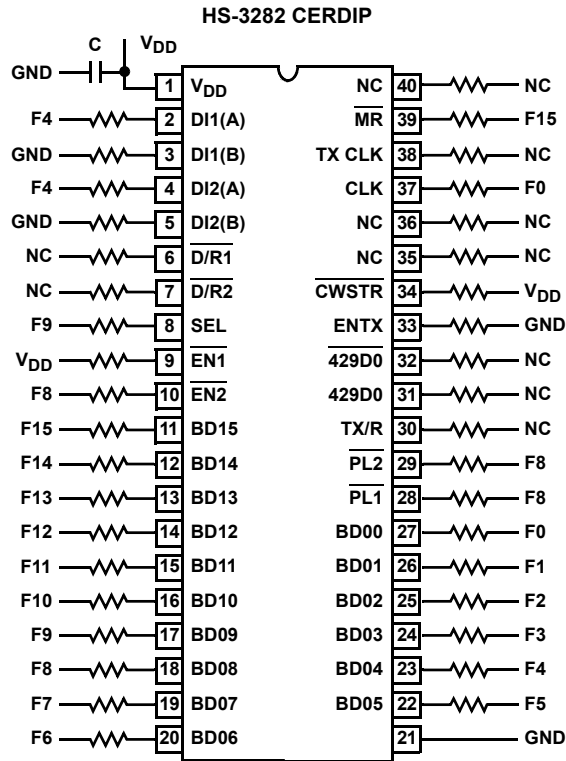 HS-3282 CERDIP
C VDD
GND
1 VDD NC 40 NC
F4 2 DI1(A) MR 39 F15
GND 3 DI1(B) TX CLK 38 NC
F4 4 DI2(A) CLK 37 F0
GND 5 DI2(B) NC 36 NC
NC 6 D/R1 NC 35 NC
NC 7 D/R2 CWSTR 34 VDD
F9 8 SEL ENTX 33 GND
VDD 9 EN1 429D0 32 NC
F8 10 EN2 429D0 31 NC
F15 11 BD15 TX/R 30 NC
F14 12 BD14 PL2 29 F8
F13 13 BD13 PL1 28 F8
F12 14 BD12 BD00 27 F0
F11 15 BD11 BD01 26 F1
F10 16 BD10 BD02 25 F2
F9 17 BD09 BD03 24 F3
F8 18 BD08 BD04 23 F4
F7 19 BD07 BD05 22 F5
F6 20 BD06 21 GND